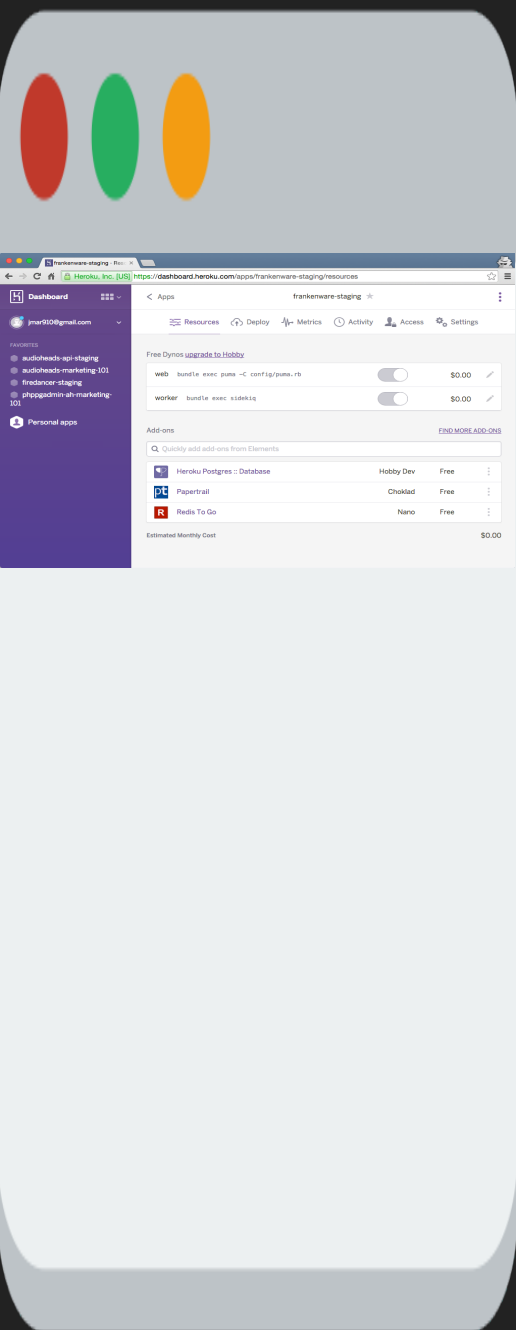 frankenware-staging - Res
Heroku, Inc. [US] https://dashboard.heroku.com/apps/frankenware-staging/resources
Dashboard
Apps
frankenware-staging
jmar910@gmail.com
Resources Deploy Metrics Activity Access Settings
FAVORITES
audioheads-api-staging
audioheads-marketing-101
firedancer-staging
phppgadmin-ah-marketing-
101
Personal apps
Free Dynos upgrade to Hobby
web bundle exec puma -C config/puma.rb $0.00
worker bundle exec sidekiq $0.00
Add-ons FIND MORE ADD-ONS
Quickly add add-ons from Elements
Heroku Postgres :: Database Hobby Dev Free
pt Papertrail Choklad Free
R Redis To Go Nano Free
Estimated Monthly Cost $0.00